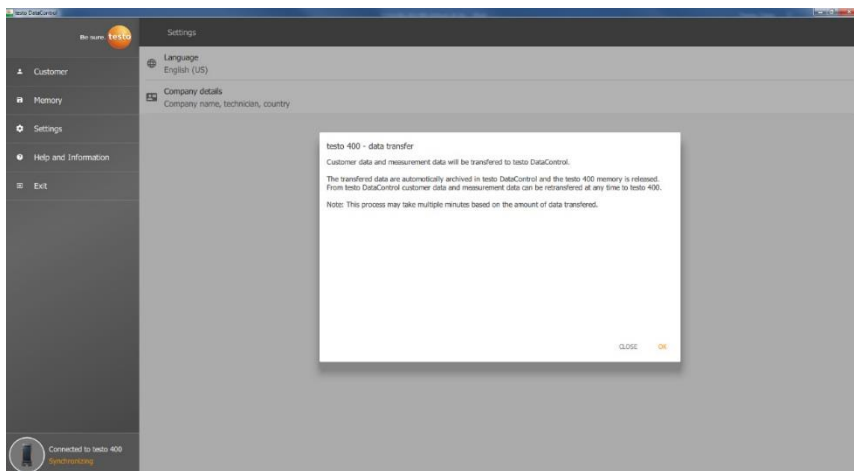 testo DataControl
Be sure. testo
Settings
Customer
Memory
Settings
Help and Information
Exit
Language
English (US)
Company details
Company name, technician, country
testo 400 - data transfer
Customer data and measurement data will be transfered to testo DataControl.
The transfered data are automatically archived in testo DataControl and the testo 400 memory is released.
From testo DataControl customer data and measurement data can be retransfered at any time to testo 400.
Note: This process may take multiple minutes based on the amount of data transfered.
CLOSE OK
Connected to testo 400
Synchronizing